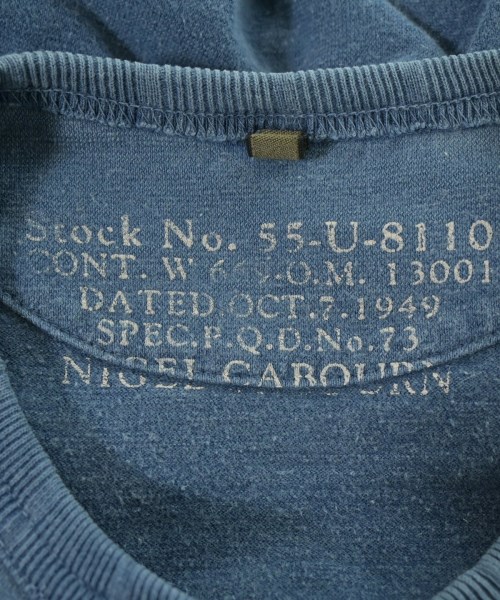 Stock No. 55-U-8110
CONT. W 669.O.M. 13001
DATED.OCT.7.1949
SPEC.P.Q.D.No.73
NIGEL CABOURN